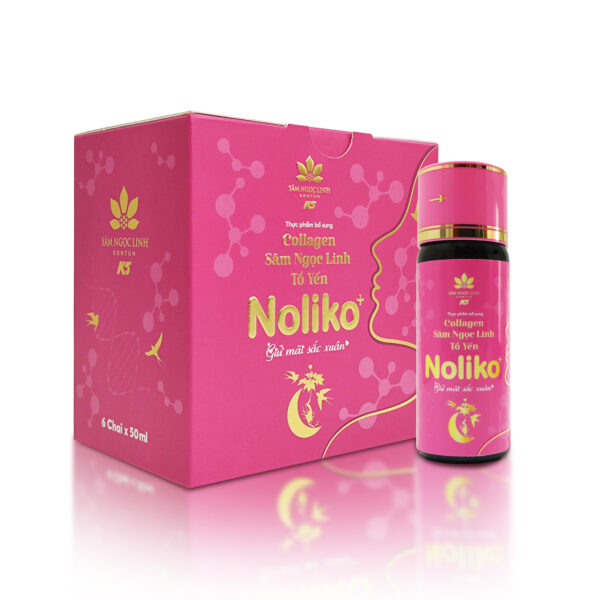 SÂM NGỌC LINH
KONTUM
K5
6 Chai x 50ml
SÂM NGỌC LINH
KONTUM
K5
Thực phẩm bổ sung
Collagen
Sâm Ngọc Linh
Tổ Yến
Noliko+
Giữ mãi sắc xuân
SÂM NGỌC LINH
KONTUM
K5
Thực phẩm bổ sung
Collagen
Sâm Ngọc Linh
Tổ Yến
Noliko+
Giữ mãi sắc xuân